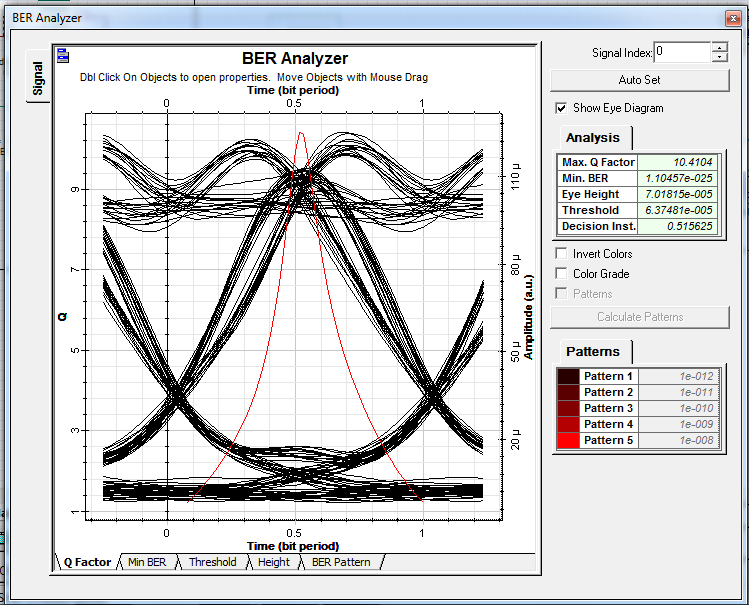 BER Analyzer
Signal
BER Analyzer
Dbl Click On Objects to open properties.  Move Objects with Mouse Drag
Time (bit period)
0 0.5 1
9
7
5
3
1
Q
110 µ
80 µ
50 µ
20 µ
Amplitude (a.u.)
0 0.5 1
Time (bit period)
Q Factor Min BER Threshold Height BER Pattern
Signal Index: 0
Auto Set
Show Eye Diagram
Analysis
Max. Q Factor 10.4104
Min. BER 1.10457e-025
Eye Height 7.01815e-005
Threshold 6.37481e-005
Decision Inst. 0.515625
Invert Colors
Color Grade
Patterns
Calculate Patterns
Patterns
Pattern 1 1e-012
Pattern 2 1e-011
Pattern 3 1e-010
Pattern 4 1e-009
Pattern 5 1e-008